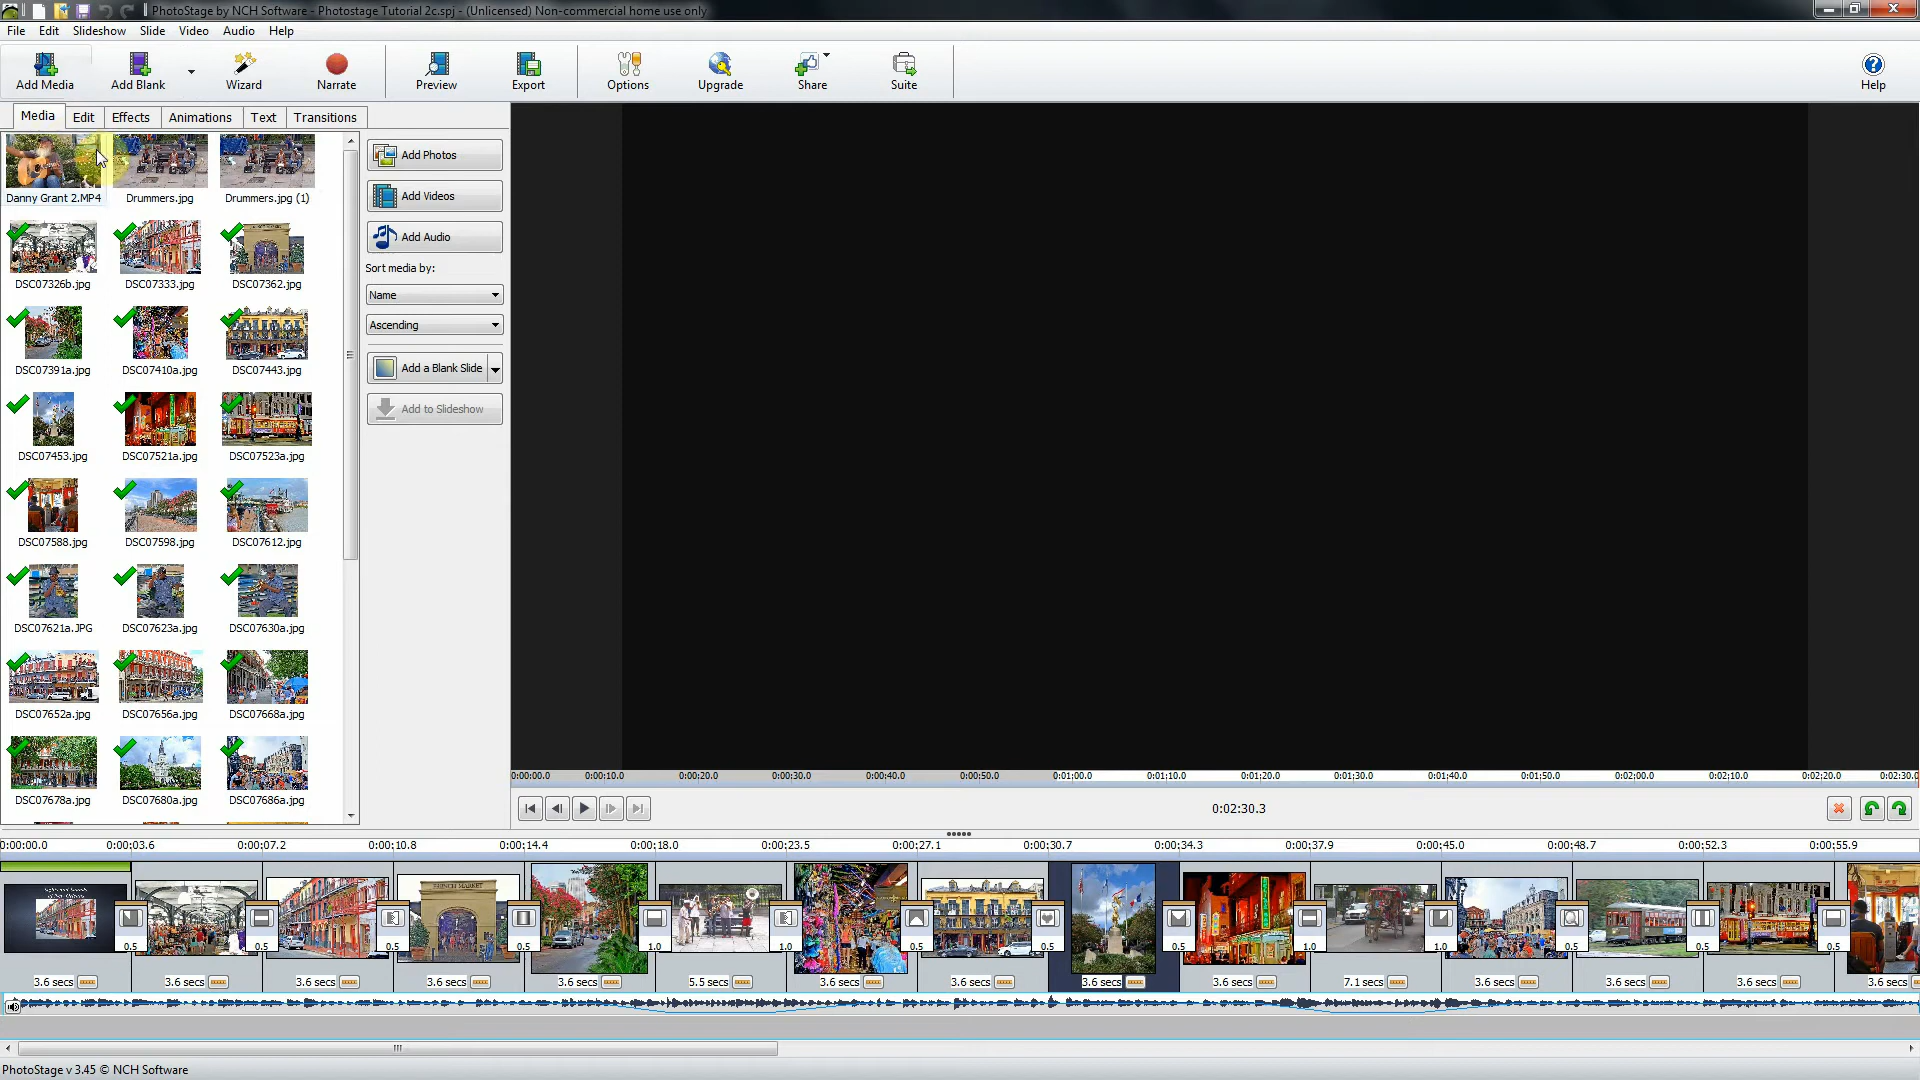 PhotoStage by NCH Software - Photostage Tutorial 2c.spj - (Unlicensed) Non-commercial home use only
File Edit Slideshow Slide Video Audio Help
Add Media Add Blank Wizard Narrate Preview Export Options Upgrade Share Suite Help
Media Edit Effects Animations Text Transitions
Danny Grant 2.MP4 Drummers.jpg Drummers.jpg (1)
DSC07326b.jpg DSC07333.jpg DSC07362.jpg
DSC07391a.jpg DSC07410a.jpg DSC07443.jpg
DSC07453.jpg DSC07521a.jpg DSC07523a.jpg
DSC07588.jpg DSC07598.jpg DSC07612.jpg
DSC07621a.JPG DSC07623a.jpg DSC07630a.jpg
DSC07652a.jpg DSC07656a.jpg DSC07668a.jpg
DSC07678a.jpg DSC07680a.jpg DSC07686a.jpg
Add Photos
Add Videos
Add Audio
Sort media by:
Name
Ascending
Add a Blank Slide
Add to Slideshow
0:00:00.0 0:00:10.0 0:00:20.0 0:00:30.0 0:00:40.0 0:00:50.0 0:01:00.0 0:01:10.0 0:01:20.0 0:01:30.0 0:01:40.0 0:01:50.0 0:02:00.0 0:02:10.0 0:02:20.0 0:02:30.0
0:02:30.3
0:00:00.0 0:00:03.6 0:00:07.2 0:00:10.8 0:00:14.4 0:00:18.0 0:00:23.5 0:00:27.1 0:00:30.7 0:00:34.3 0:00:37.9 0:00:45.0 0:00:48.7 0:00:52.3 0:00:55.9
FRENCH MARKET
0.5 0.5 0.5 0.5 1.0 1.0 0.5 0.5 0.5 1.0 1.0 0.5 0.5 0.5
3.6 secs 3.6 secs 3.6 secs 3.6 secs 3.6 secs 5.5 secs 3.6 secs 3.6 secs 3.6 secs 3.6 secs 7.1 secs 3.6 secs 3.6 secs 3.6 secs 3.6 secs
PhotoStage v 3.45 © NCH Software